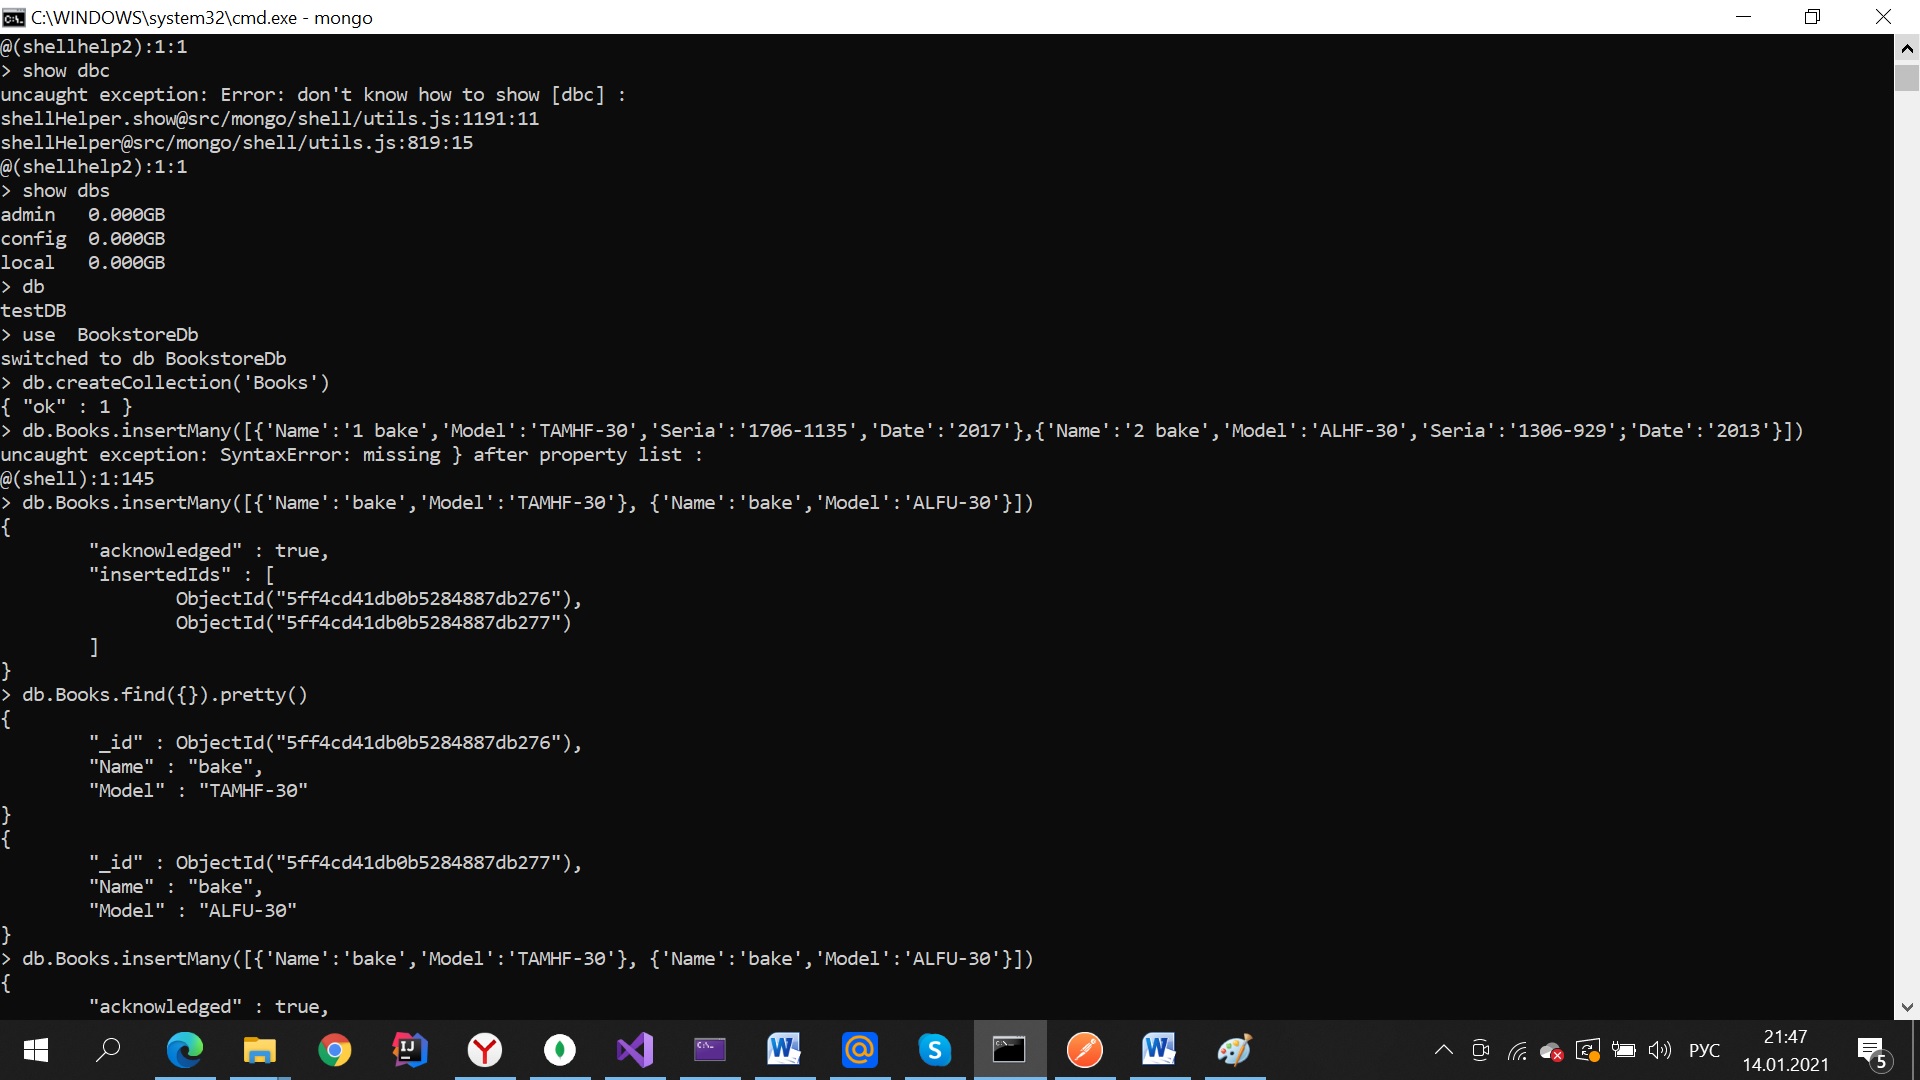 C:\WINDOWS\system32\cmd.exe - mongo
@(shellhelp2):1:1
> show dbc
uncaught exception: Error: don't know how to show [dbc] :
shellHelper.show@src/mongo/shell/utils.js:1191:11
shellHelper@src/mongo/shell/utils.js:819:15
@(shellhelp2):1:1
> show dbs
admin   0.000GB
config  0.000GB
local   0.000GB
> db
testDB
> use  BookstoreDb
switched to db BookstoreDb
> db.createCollection('Books')
{ "ok" : 1 }
> db.Books.insertMany([{'Name':'1 bake','Model':'TAMHF-30','Seria':'1706-1135','Date':'2017'},{'Name':'2 bake','Model':'ALHF-30','Seria':'1306-929';'Date':'2013'}])
uncaught exception: SyntaxError: missing } after property list :
@(shell):1:145
> db.Books.insertMany([{'Name':'bake','Model':'TAMHF-30'}, {'Name':'bake','Model':'ALFU-30'}])
{
        "acknowledged" : true,
        "insertedIds" : [
                ObjectId("5ff4cd41db0b5284887db276"),
                ObjectId("5ff4cd41db0b5284887db277")
        ]
}
> db.Books.find({}).pretty()
{
        "_id" : ObjectId("5ff4cd41db0b5284887db276"),
        "Name" : "bake",
        "Model" : "TAMHF-30"
}
{
        "_id" : ObjectId("5ff4cd41db0b5284887db277"),
        "Name" : "bake",
        "Model" : "ALFU-30"
}
> db.Books.insertMany([{'Name':'bake','Model':'TAMHF-30'}, {'Name':'bake','Model':'ALFU-30'}])
{
        "acknowledged" : true,
РУС
21:47
14.01.2021
5